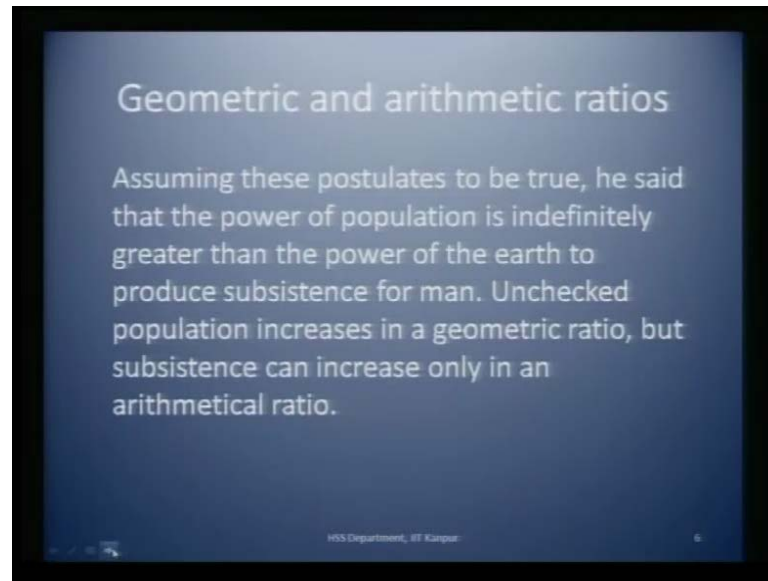 Geometric and arithmetic ratios
Assuming these postulates to be true, he said
that the power of population is indefinitely
greater than the power of the earth to
produce subsistence for man. Unchecked
population increases in a geometric ratio, but
subsistence can increase only in an
arithmetical ratio.
HSS Department, IIT Kanpur.
6